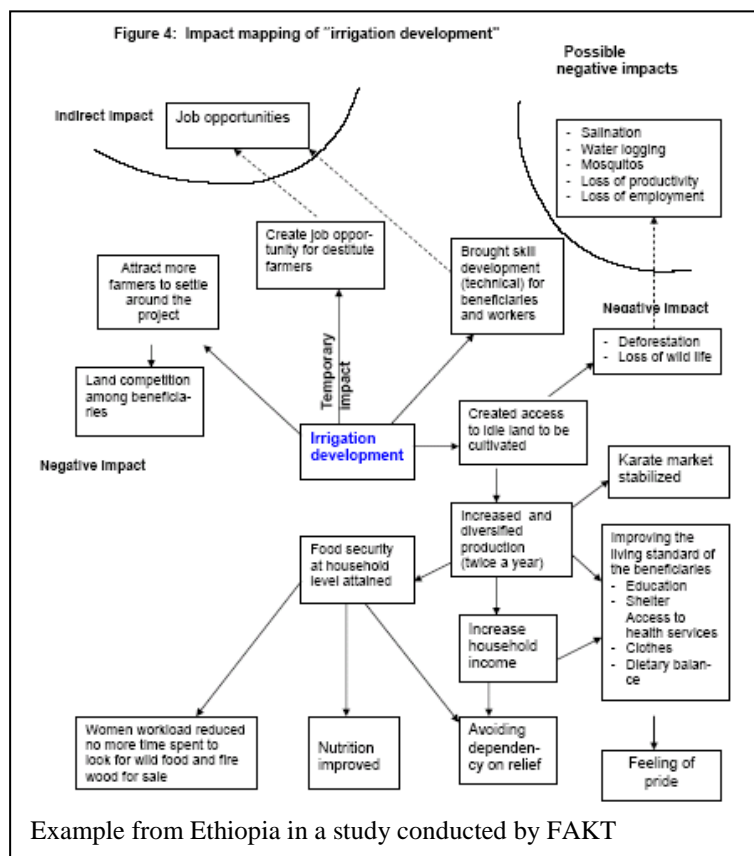 Figure 4: Impact mapping of "irrigation development"
Possible
negative impacts
Indirect Impact
Job opportunities
- Salination
- Water logging
- Mosquitos
- Loss of productivity
- Loss of employment
Create job oppor-
tunity for destitute
farmers
Brought skill
development
(technical) for
beneficiaries
and workers
Attract more
farmers to settle
around the
project
Negative Impact
- Deforestation
- Loss of wild life
Land competition
among beneficia-
ries
Temporary
impact
Irrigation
development
Created access
to idle land to be
cultivated
Negative Impact
Karate market
stabilized
Increased and
diversified
production
(twice a year)
Food security
at household
level attained
Improving the
living standard of
the beneficiaries
- Education
- Shelter
Access to
health services
- Clothes
- Dietary balan-
ce
Increase
household
income
Women workload reduced
no more time spent to
look for wild food and fire
wood for sale
Nutrition
improved
Avoiding
dependen-
cy on relief
Feeling of
pride
Example from Ethiopia in a study conducted by FAKT